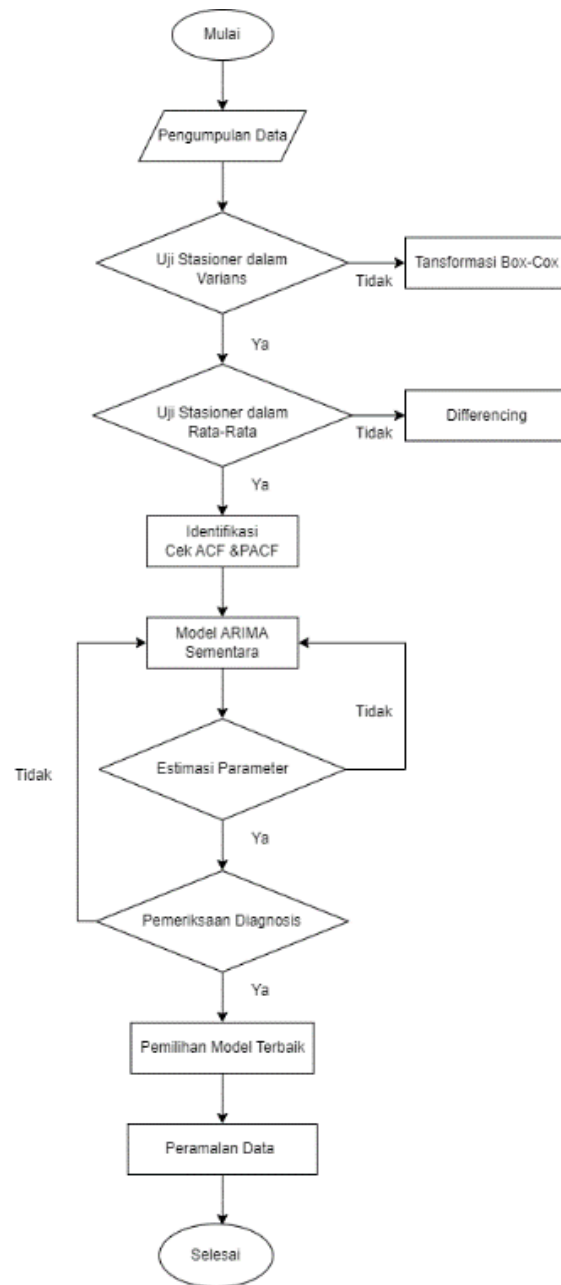 Mulai
Pengumpulan Data
Uji Stasioner dalam
Varians
Tidak
Tansformasi Box-Cox
Ya
Uji Stasioner dalam
Rata-Rata
Tidak
Differencing
Ya
Identifikasi
Cek ACF &PACF
Model ARIMA
Sementara
Tidak
Tidak
Estimasi Parameter
Ya
Pemeriksaan Diagnosis
Ya
Pemilihan Model Terbaik
Peramalan Data
Selesai